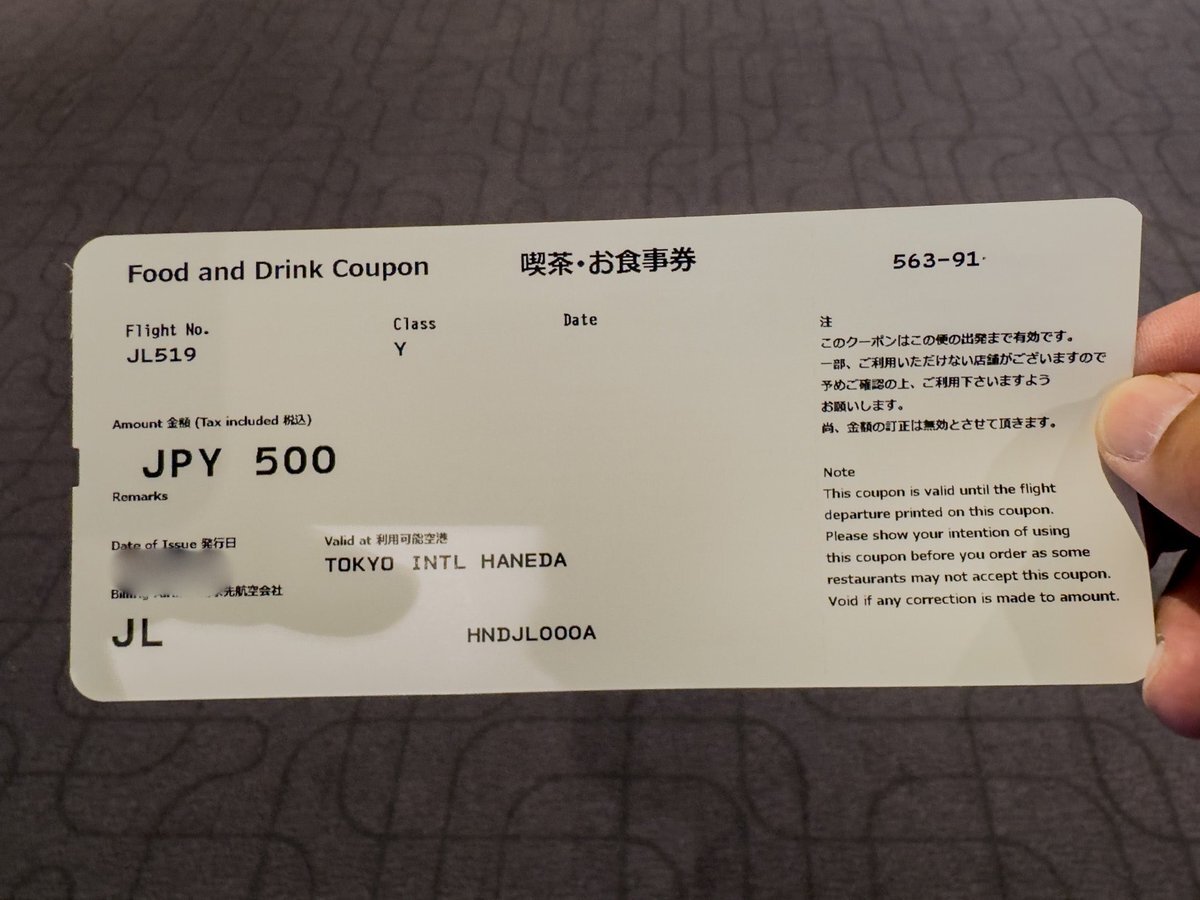 Food and Drink Coupon
喫茶・お食事券
563-91
Flight No.
Class
Date
JL519
Y
Amount 金額 (Tax included 税込)
JPY 500
Remarks
Date of Issue 発行日
Valid at 利用可能空港
TOKYO INTL HANEDA
先航空会社
JL
HNDJL000A
注
このクーポンはこの便の出発まで有効です。
一部、ご利用いただけない店舗がございますので
予めご確認の上、ご利用下さいますよう
お願いします。
尚、金額の訂正は無効とさせて頂きます。
Note
This coupon is valid until the flight
departure printed on this coupon.
Please show your intention of using
this coupon before you order as some
restaurants may not accept this coupon.
Void if any correction is made to amount.